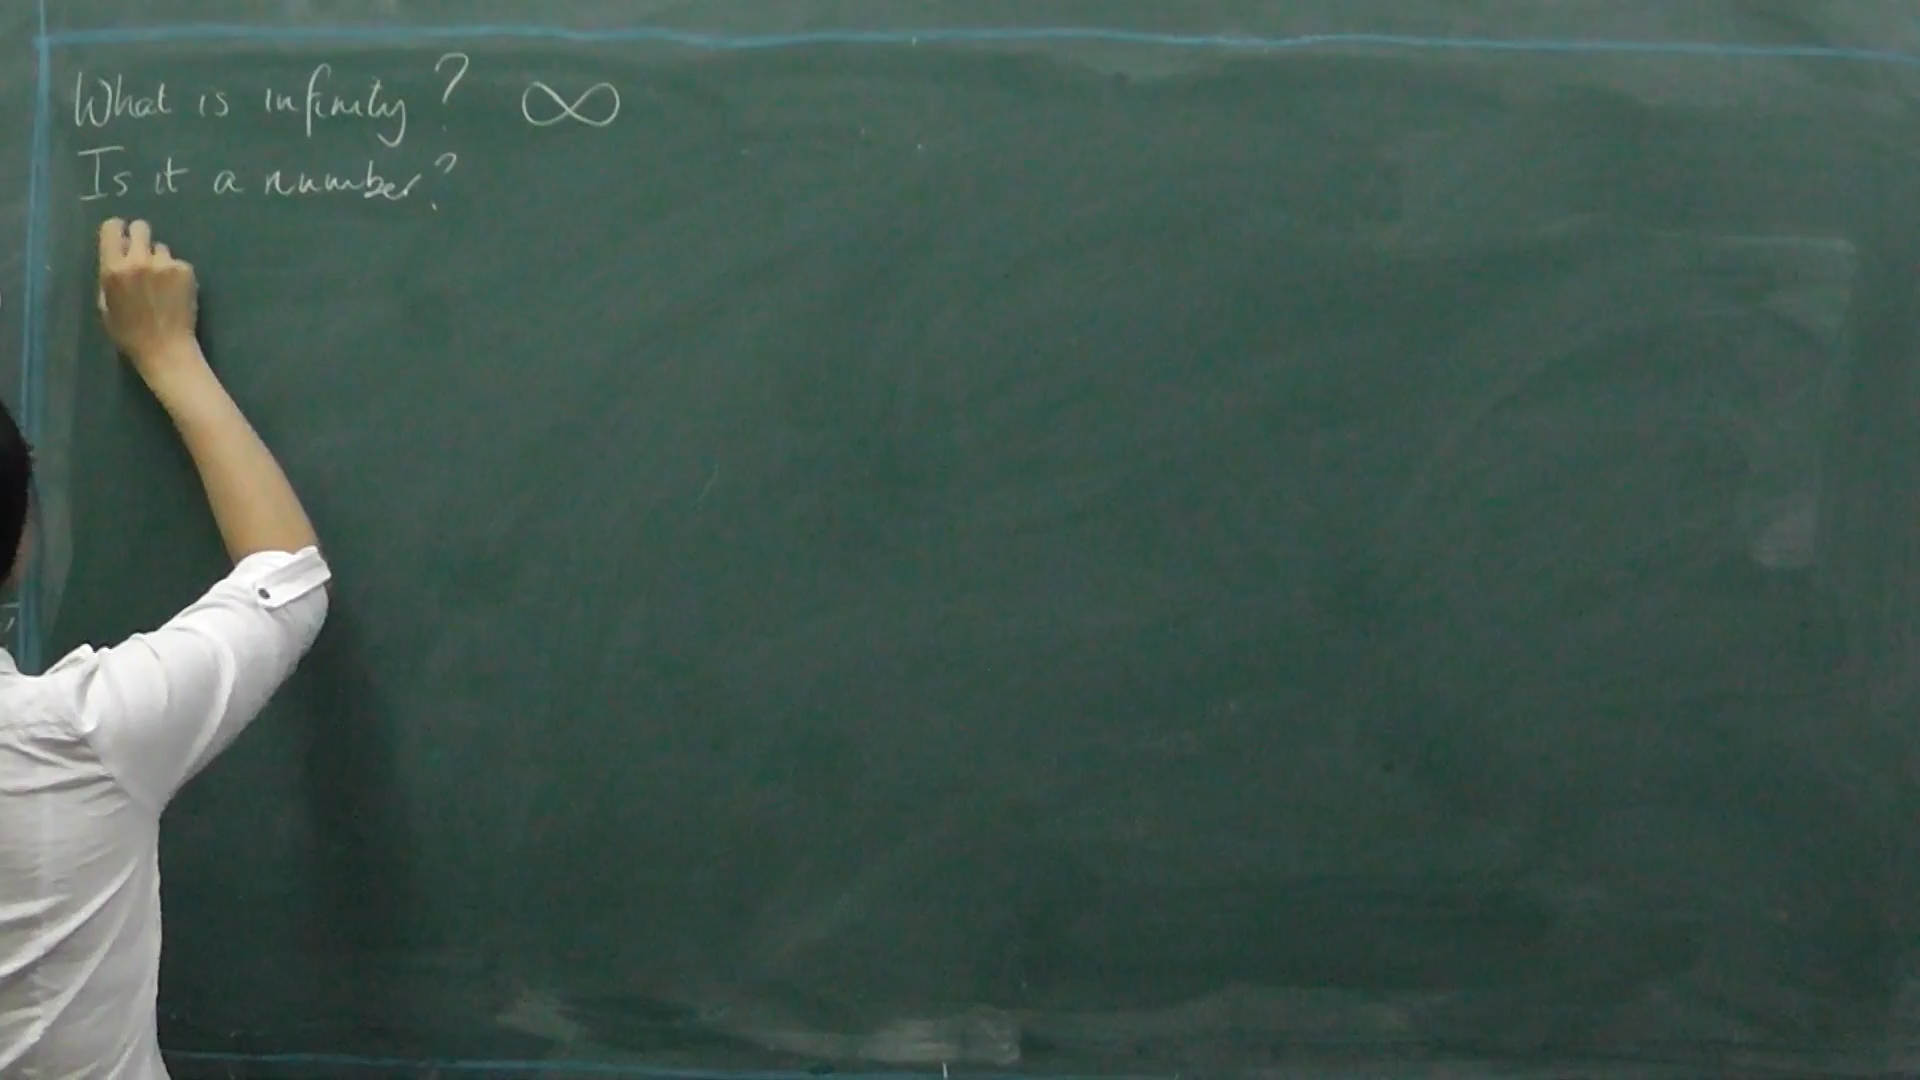 What is infinity? ∞
Is it a number?